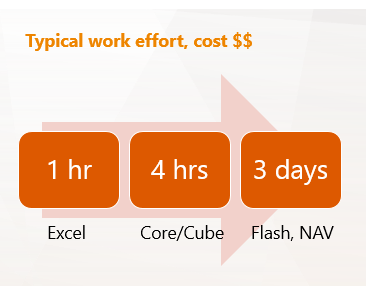 Typical work effort, cost $$
1 hr 4 hrs 3 days
Excel Core/Cube Flash, NAV